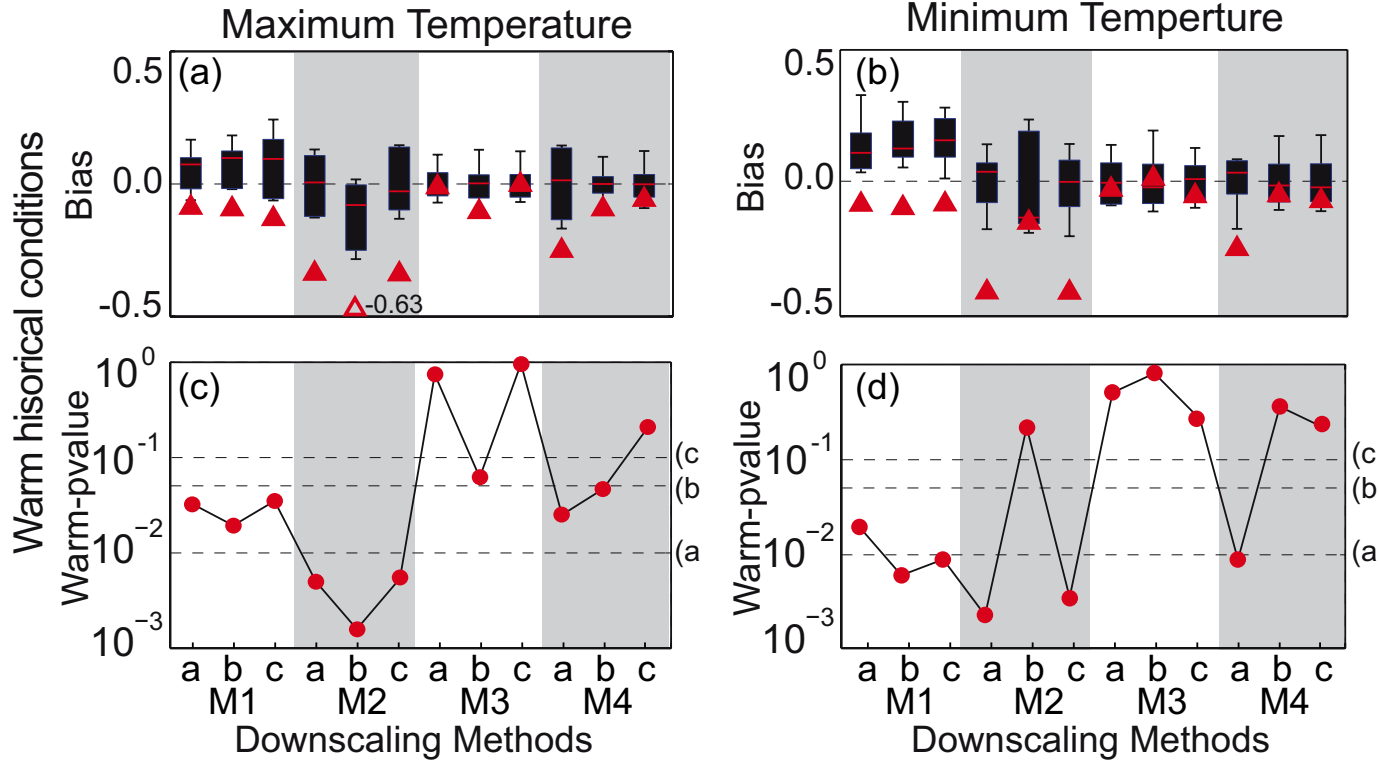 Maximum Temperature
Minimum Temperture
Warm hisorical conditions
(a)
0.5
0.0
-0.5
Bias
-0.63
(b)
0.5
0.0
-0.5
Bias
(c)
10^0
10^-1
10^-2
10^-3
Warm-pvalue
(c
(b
(a
(d)
10^0
10^-1
10^-2
10^-3
Warm-pvalue
(c
(b
(a
a b c a b c a b c a b c
M1 M2 M3 M4
Downscaling Methods
a b c a b c a b c a b c
M1 M2 M3 M4
Downscaling Methods